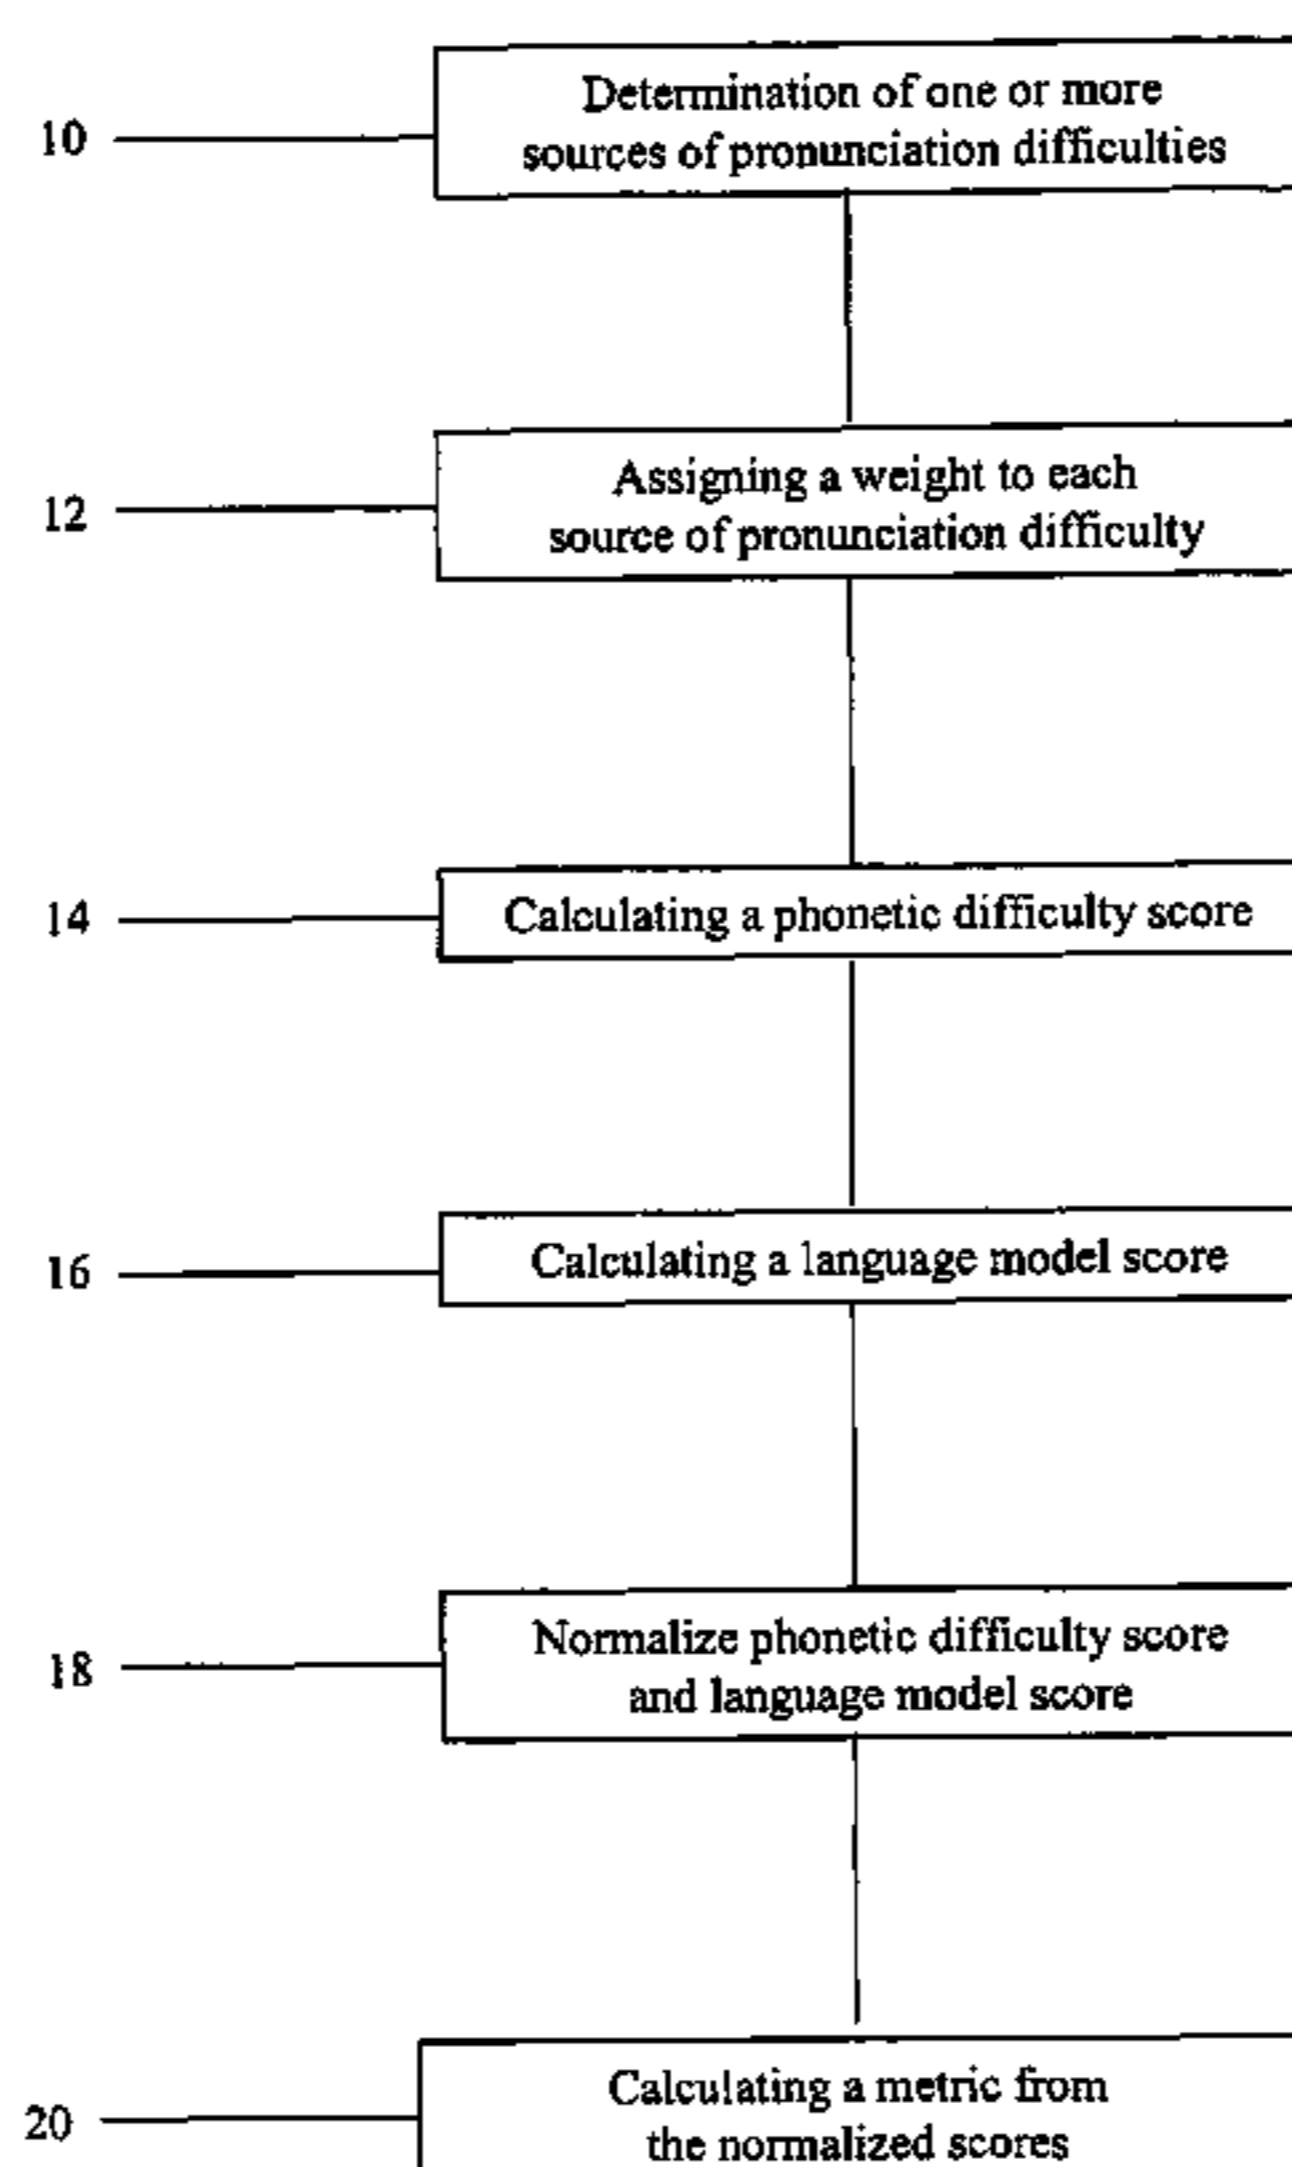 10
Determination of one or more
sources of pronunciation difficulties
12
Assigning a weight to each
source of pronunciation difficulty
14
Calculating a phonetic difficulty score
16
Calculating a language model score
18
Normalize phonetic difficulty score
and language model score
20
Calculating a metric from
the normalized scores